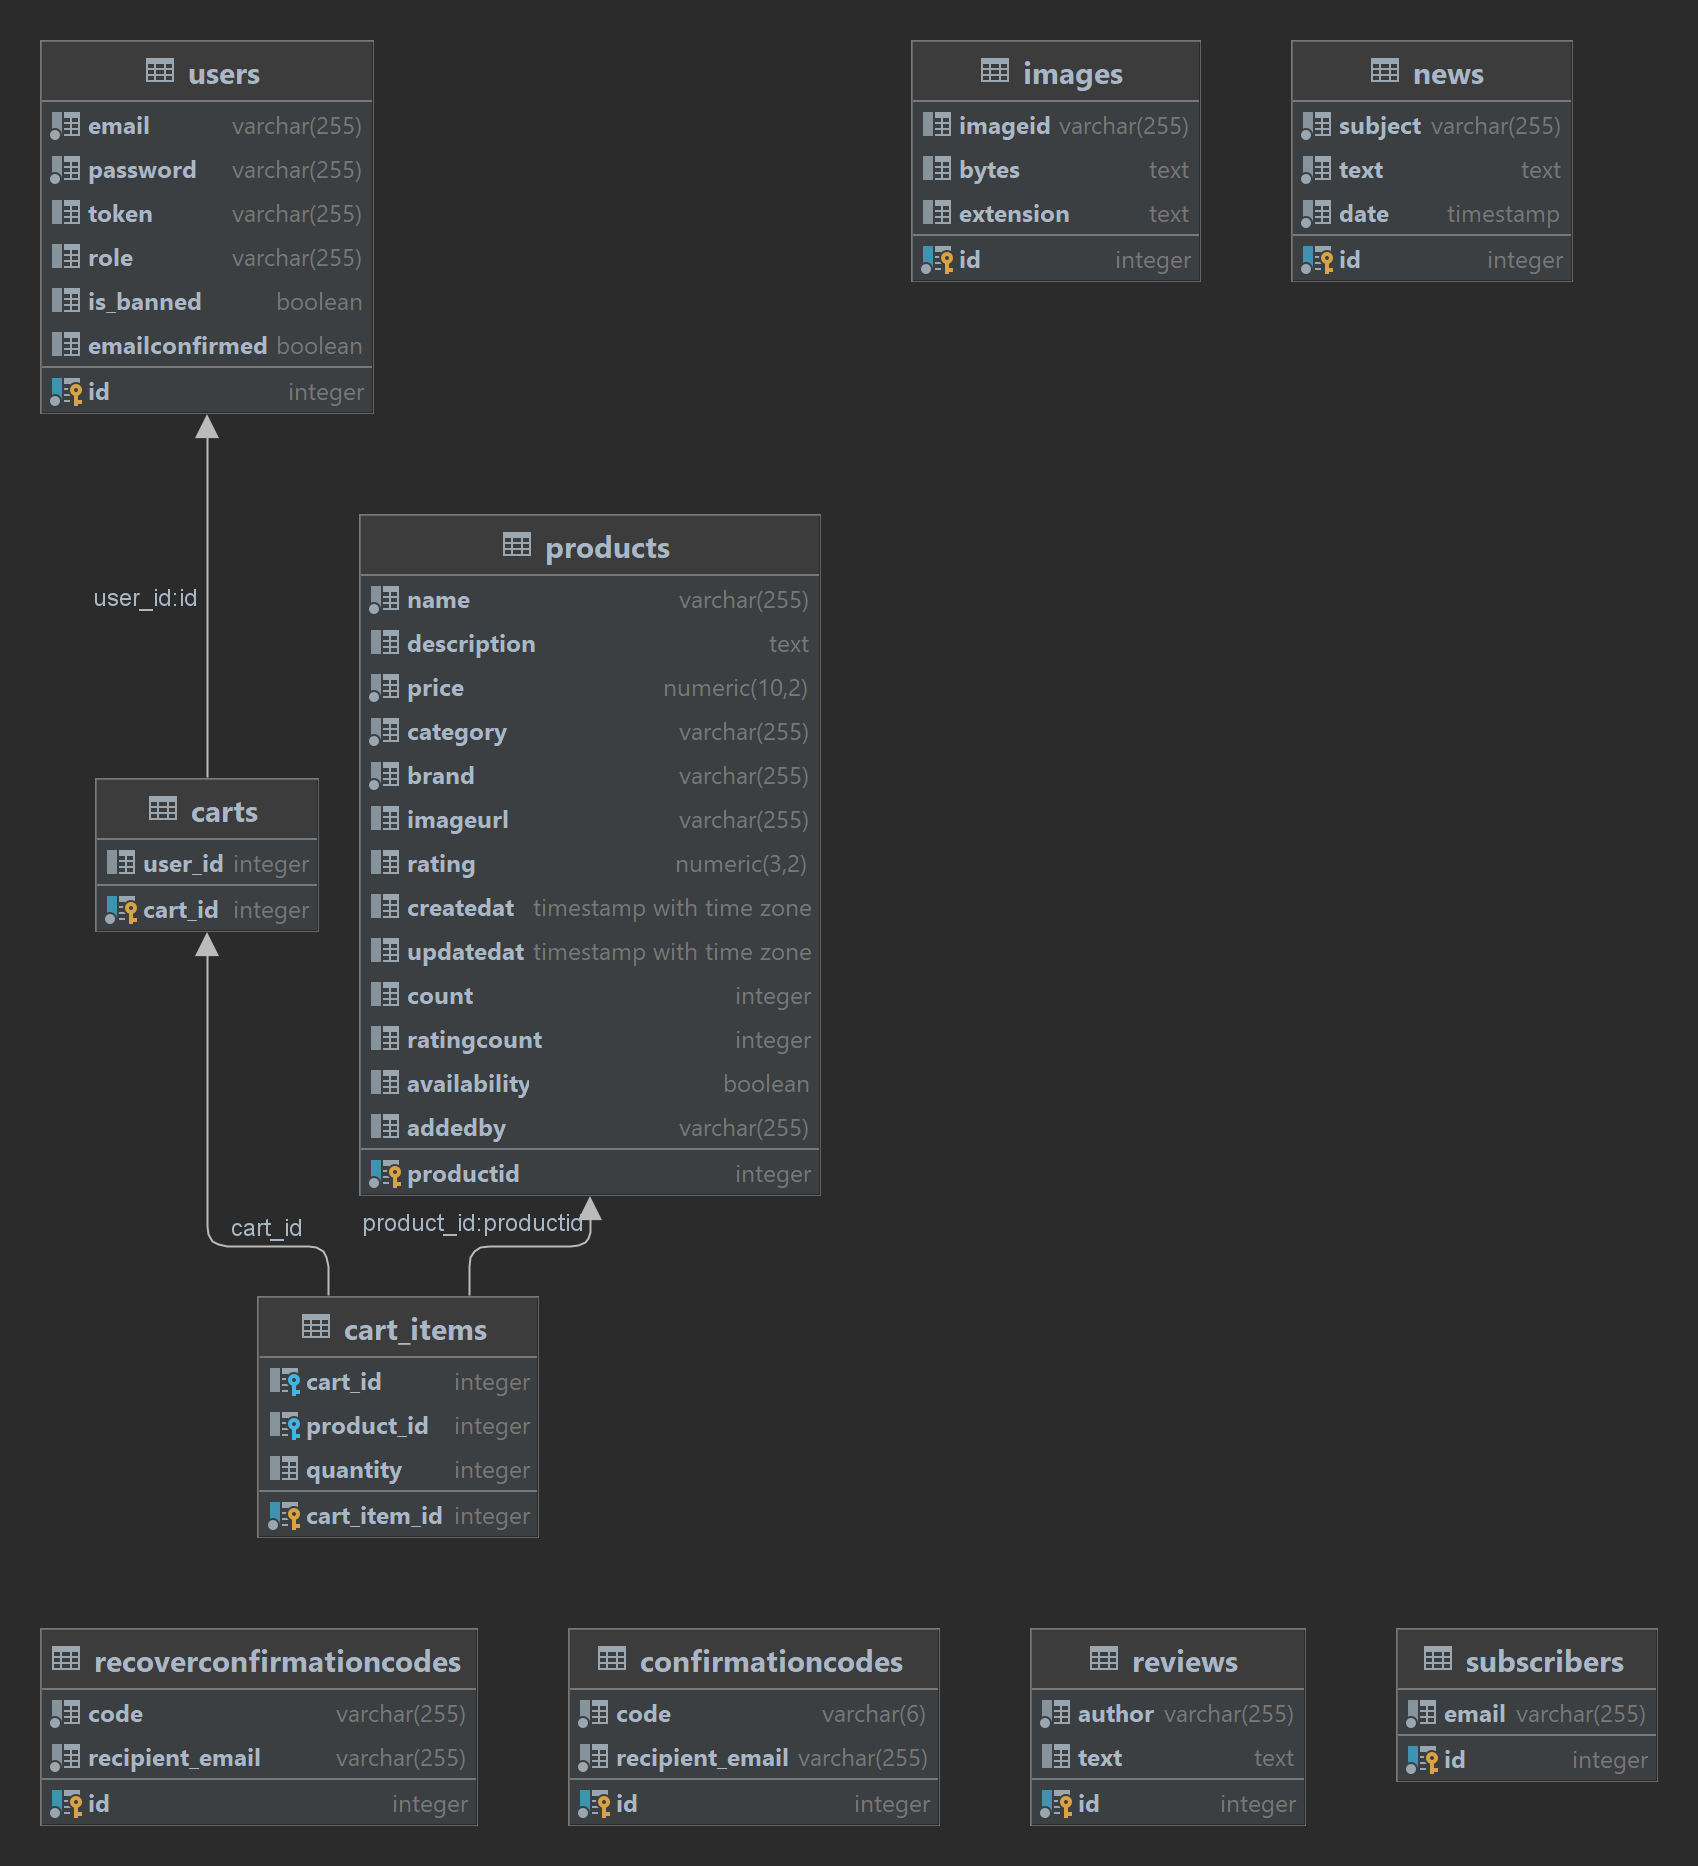 users
email varchar(255)
password varchar(255)
token varchar(255)
role varchar(255)
is_banned boolean
emailconfirmed boolean
id integer
images
imageid varchar(255)
bytes text
extension text
id integer
news
subject varchar(255)
text text
date timestamp
id integer
user_id:id
products
name varchar(255)
description text
price numeric(10,2)
category varchar(255)
brand varchar(255)
imageurl varchar(255)
rating numeric(3,2)
createdat timestamp with time zone
updatedat timestamp with time zone
count integer
ratingcount integer
availability boolean
addedby varchar(255)
productid integer
carts
user_id integer
cart_id integer
cart_id
product_id:productid
cart_items
cart_id integer
product_id integer
quantity integer
cart_item_id integer
recoverconfirmationcodes
code varchar(255)
recipient_email varchar(255)
id integer
confirmationcodes
code varchar(6)
recipient_email varchar(255)
id integer
reviews
author varchar(255)
text text
id integer
subscribers
email varchar(255)
id integer